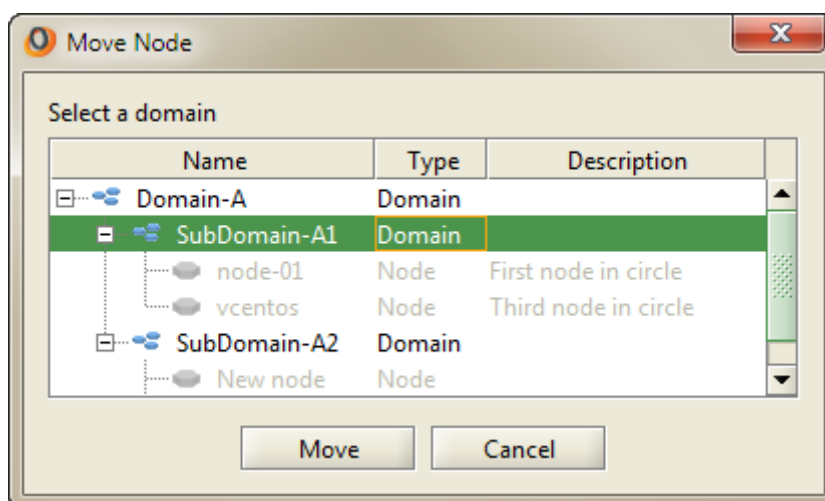 Move Node
Select a domain
Name Type Description
Domain-A Domain
SubDomain-A1 Domain
node-01 Node First node in circle
vcentos Node Third node in circle
SubDomain-A2 Domain
New node Node
Move Cancel